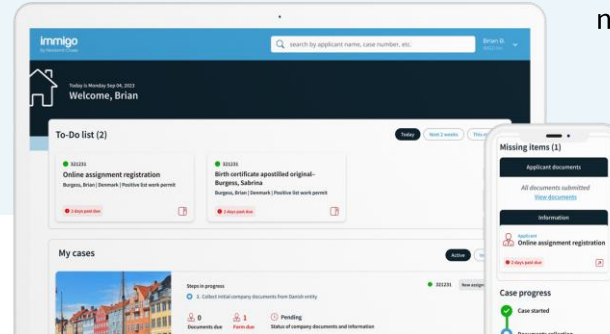 immigo
search by applicant name, case number, etc.
Brian B.
Today is Monday Sep 04, 2023
Welcome, Brian
To-Do list (2)
Today
Next 2 weeks
321231
Online assignment registration
Burgess, Brian | Denmark | Positive list work permit
2 days past due
321231
Birth certificate apostilled original-
Burgess, Sabrina
Burgess, Brian | Denmark | Positive list work permit
2 days past due
My cases
Active
Steps in progress
321231
1. Collect initial company documents from Danish entity
0
Documents due
1
Form due
Pending
Status of company documents and information
Missing items (1)
Applicant documents
All documents submitted
View documents
Information
Applicant
Online assignment registration
2 days past due
Case progress
Case started
Documents collection